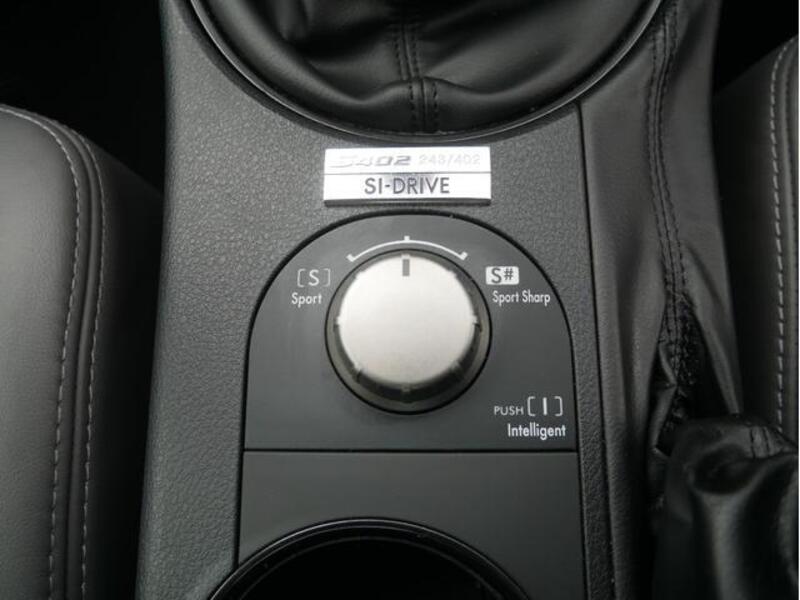 S402 243/402
SI-DRIVE
[S]
Sport
S#
Sport Sharp
PUSH [I]
Intelligent